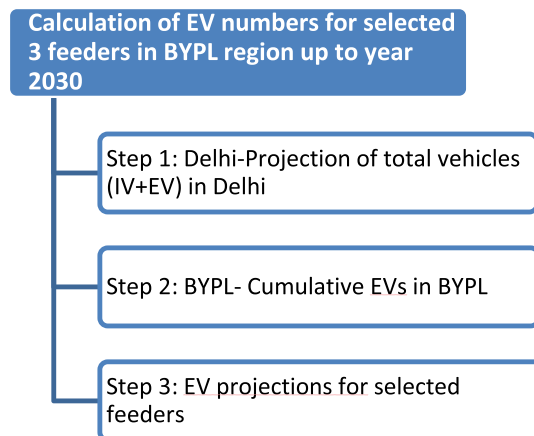 Calculation of EV numbers for selected
3 feeders in BYPL region up to year
2030
Step 1: Delhi-Projection of total vehicles
(IV+EV) in Delhi
Step 2: BYPL- Cumulative EVs in BYPL
Step 3: EV projections for selected
feeders